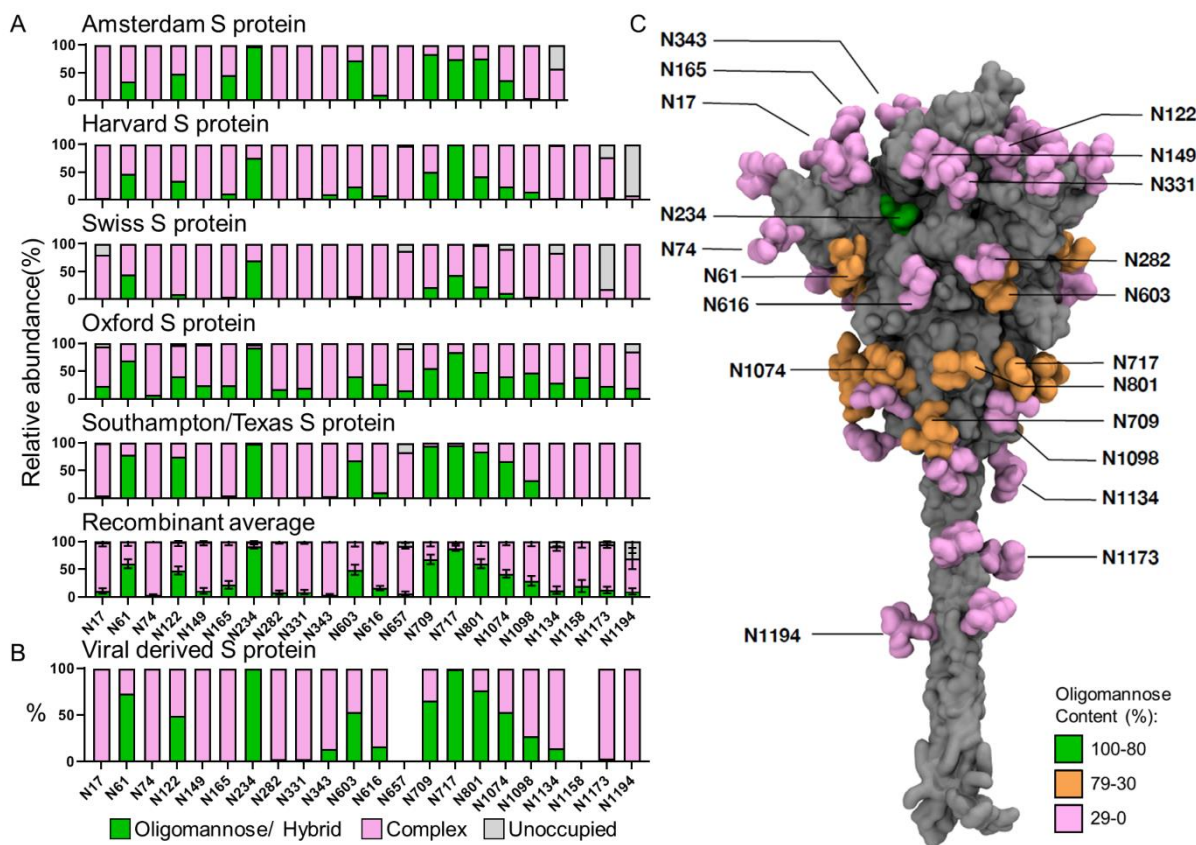 A
Amsterdam S protein
100
50
0
Harvard S protein
100
50
0
Swiss S protein
100
50
0
Oxford S protein
100
50
0
Southampton/Texas S protein
100
50
0
Recombinant average
100
50
0
Relative abundance(%)
N17 N61 N74 N122 N149 N165 N234 N282 N331 N343 N603 N616 N657 N709 N717 N801 N1074 N1098 N1134 N1158 N1173 N1194
B
Viral derived S protein
100
50
0
%
N17 N61 N74 N122 N149 N165 N234 N282 N331 N343 N603 N616 N657 N709 N717 N801 N1074 N1098 N1134 N1158 N1173 N1194
Oligomannose/ Hybrid Complex Unoccupied
C
N343
N165
N17
N122
N149
N331
N234
N74
N61
N616
N282
N603
N1074
N717
N801
N709
N1098
N1134
N1173
N1194
Oligomannose
Content (%):
100-80
79-30
29-0